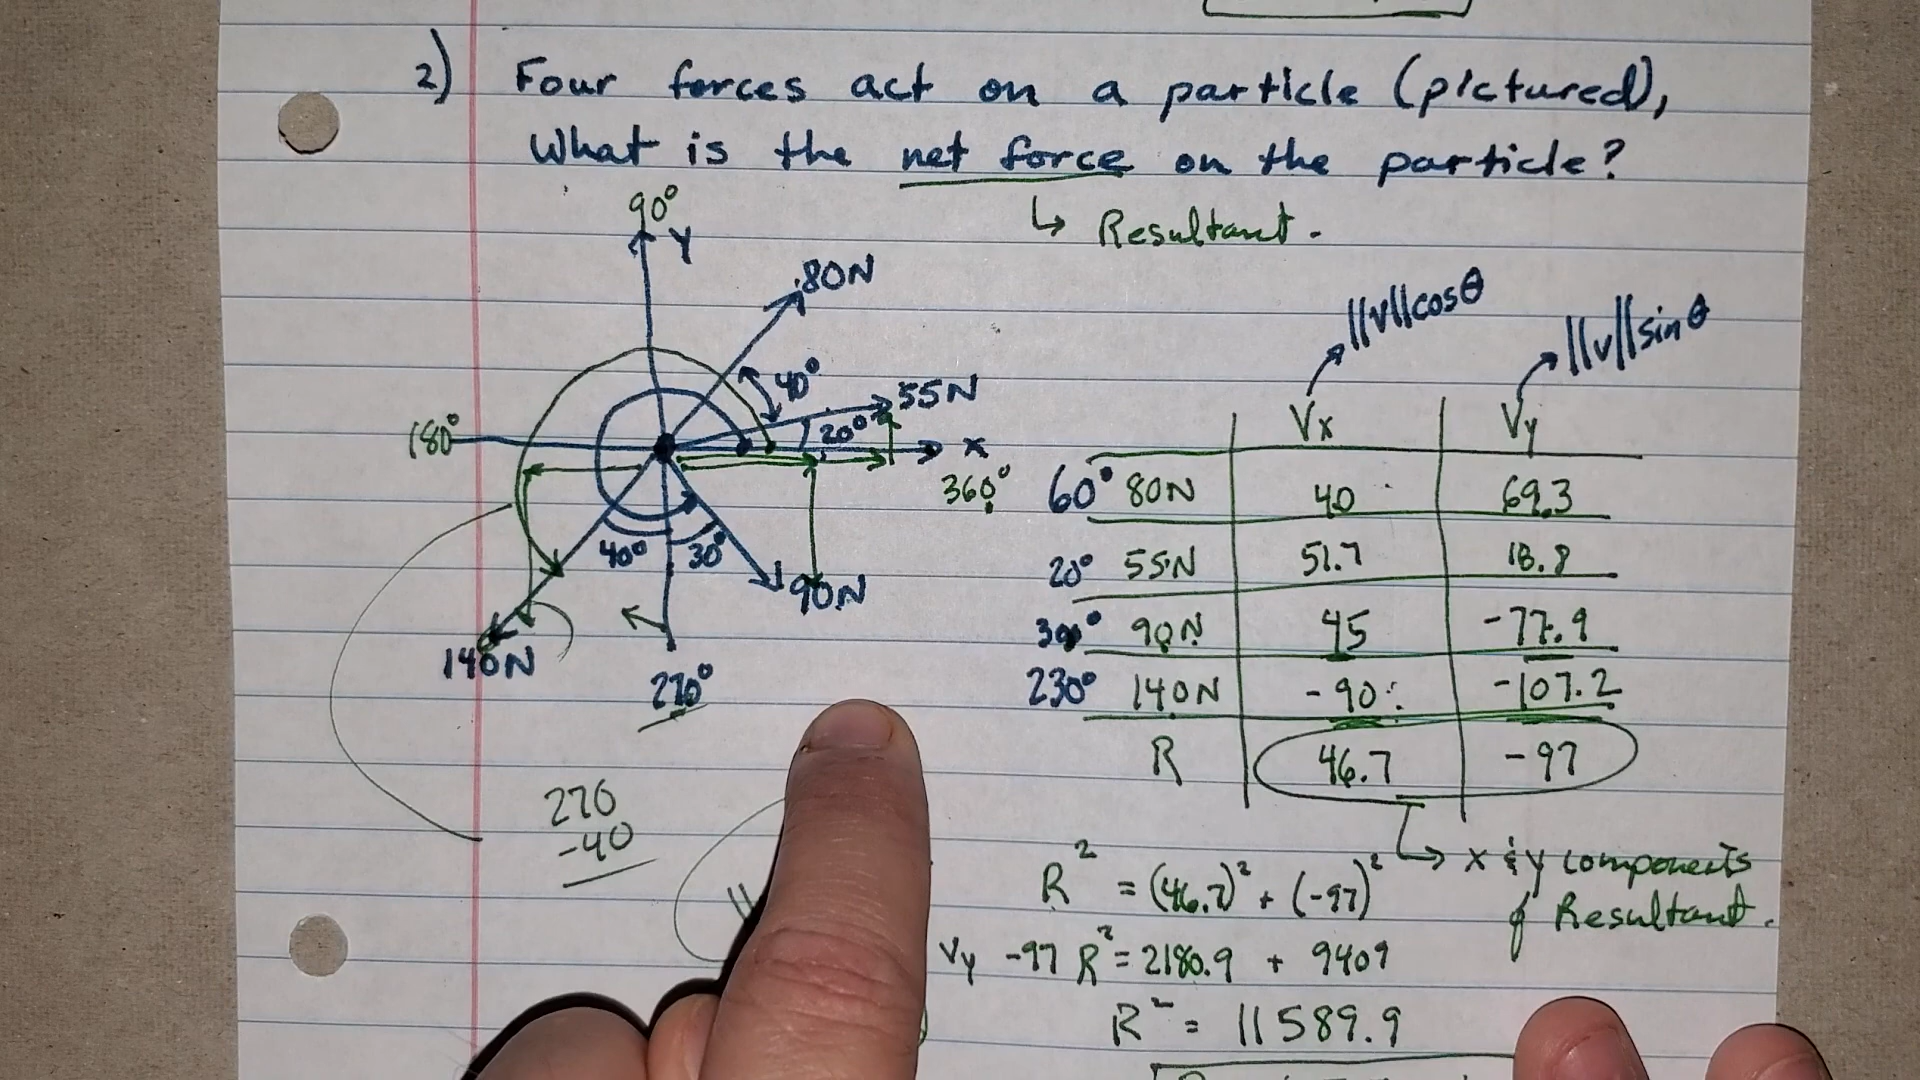 2) Four forces act on a particle (pictured),
What is the net force on the particle?
↳ Resultant.
90°
Y
80N
40°
55N
20°
180°
x
360°
40°
30°
90N
140N
270°
270
-40
||v||cosθ
||v||sinθ
Vx Vy
60° 80N 40 69.3
20° 55N 51.7 18.8
90N 45 -77.9
230° 140N -90 -107.2
R 46.7 -97
x & y components
of Resultant.
R² = (46.7)² + (-97)²
Vy -97 R² = 2180.9 + 9409
R² = 11589.9